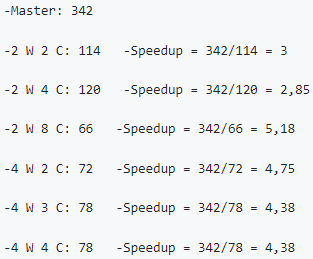 -Master: 342
-2 W 2 C: 114   -Speedup = 342/114 = 3
-2 W 4 C: 120   -Speedup = 342/120 = 2,85
-2 W 8 C: 66   -Speedup = 342/66 = 5,18
-4 W 2 C: 72   -Speedup = 342/72 = 4,75
-4 W 3 C: 78   -Speedup = 342/78 = 4,38
-4 W 4 C: 78   -Speedup = 342/78 = 4,38